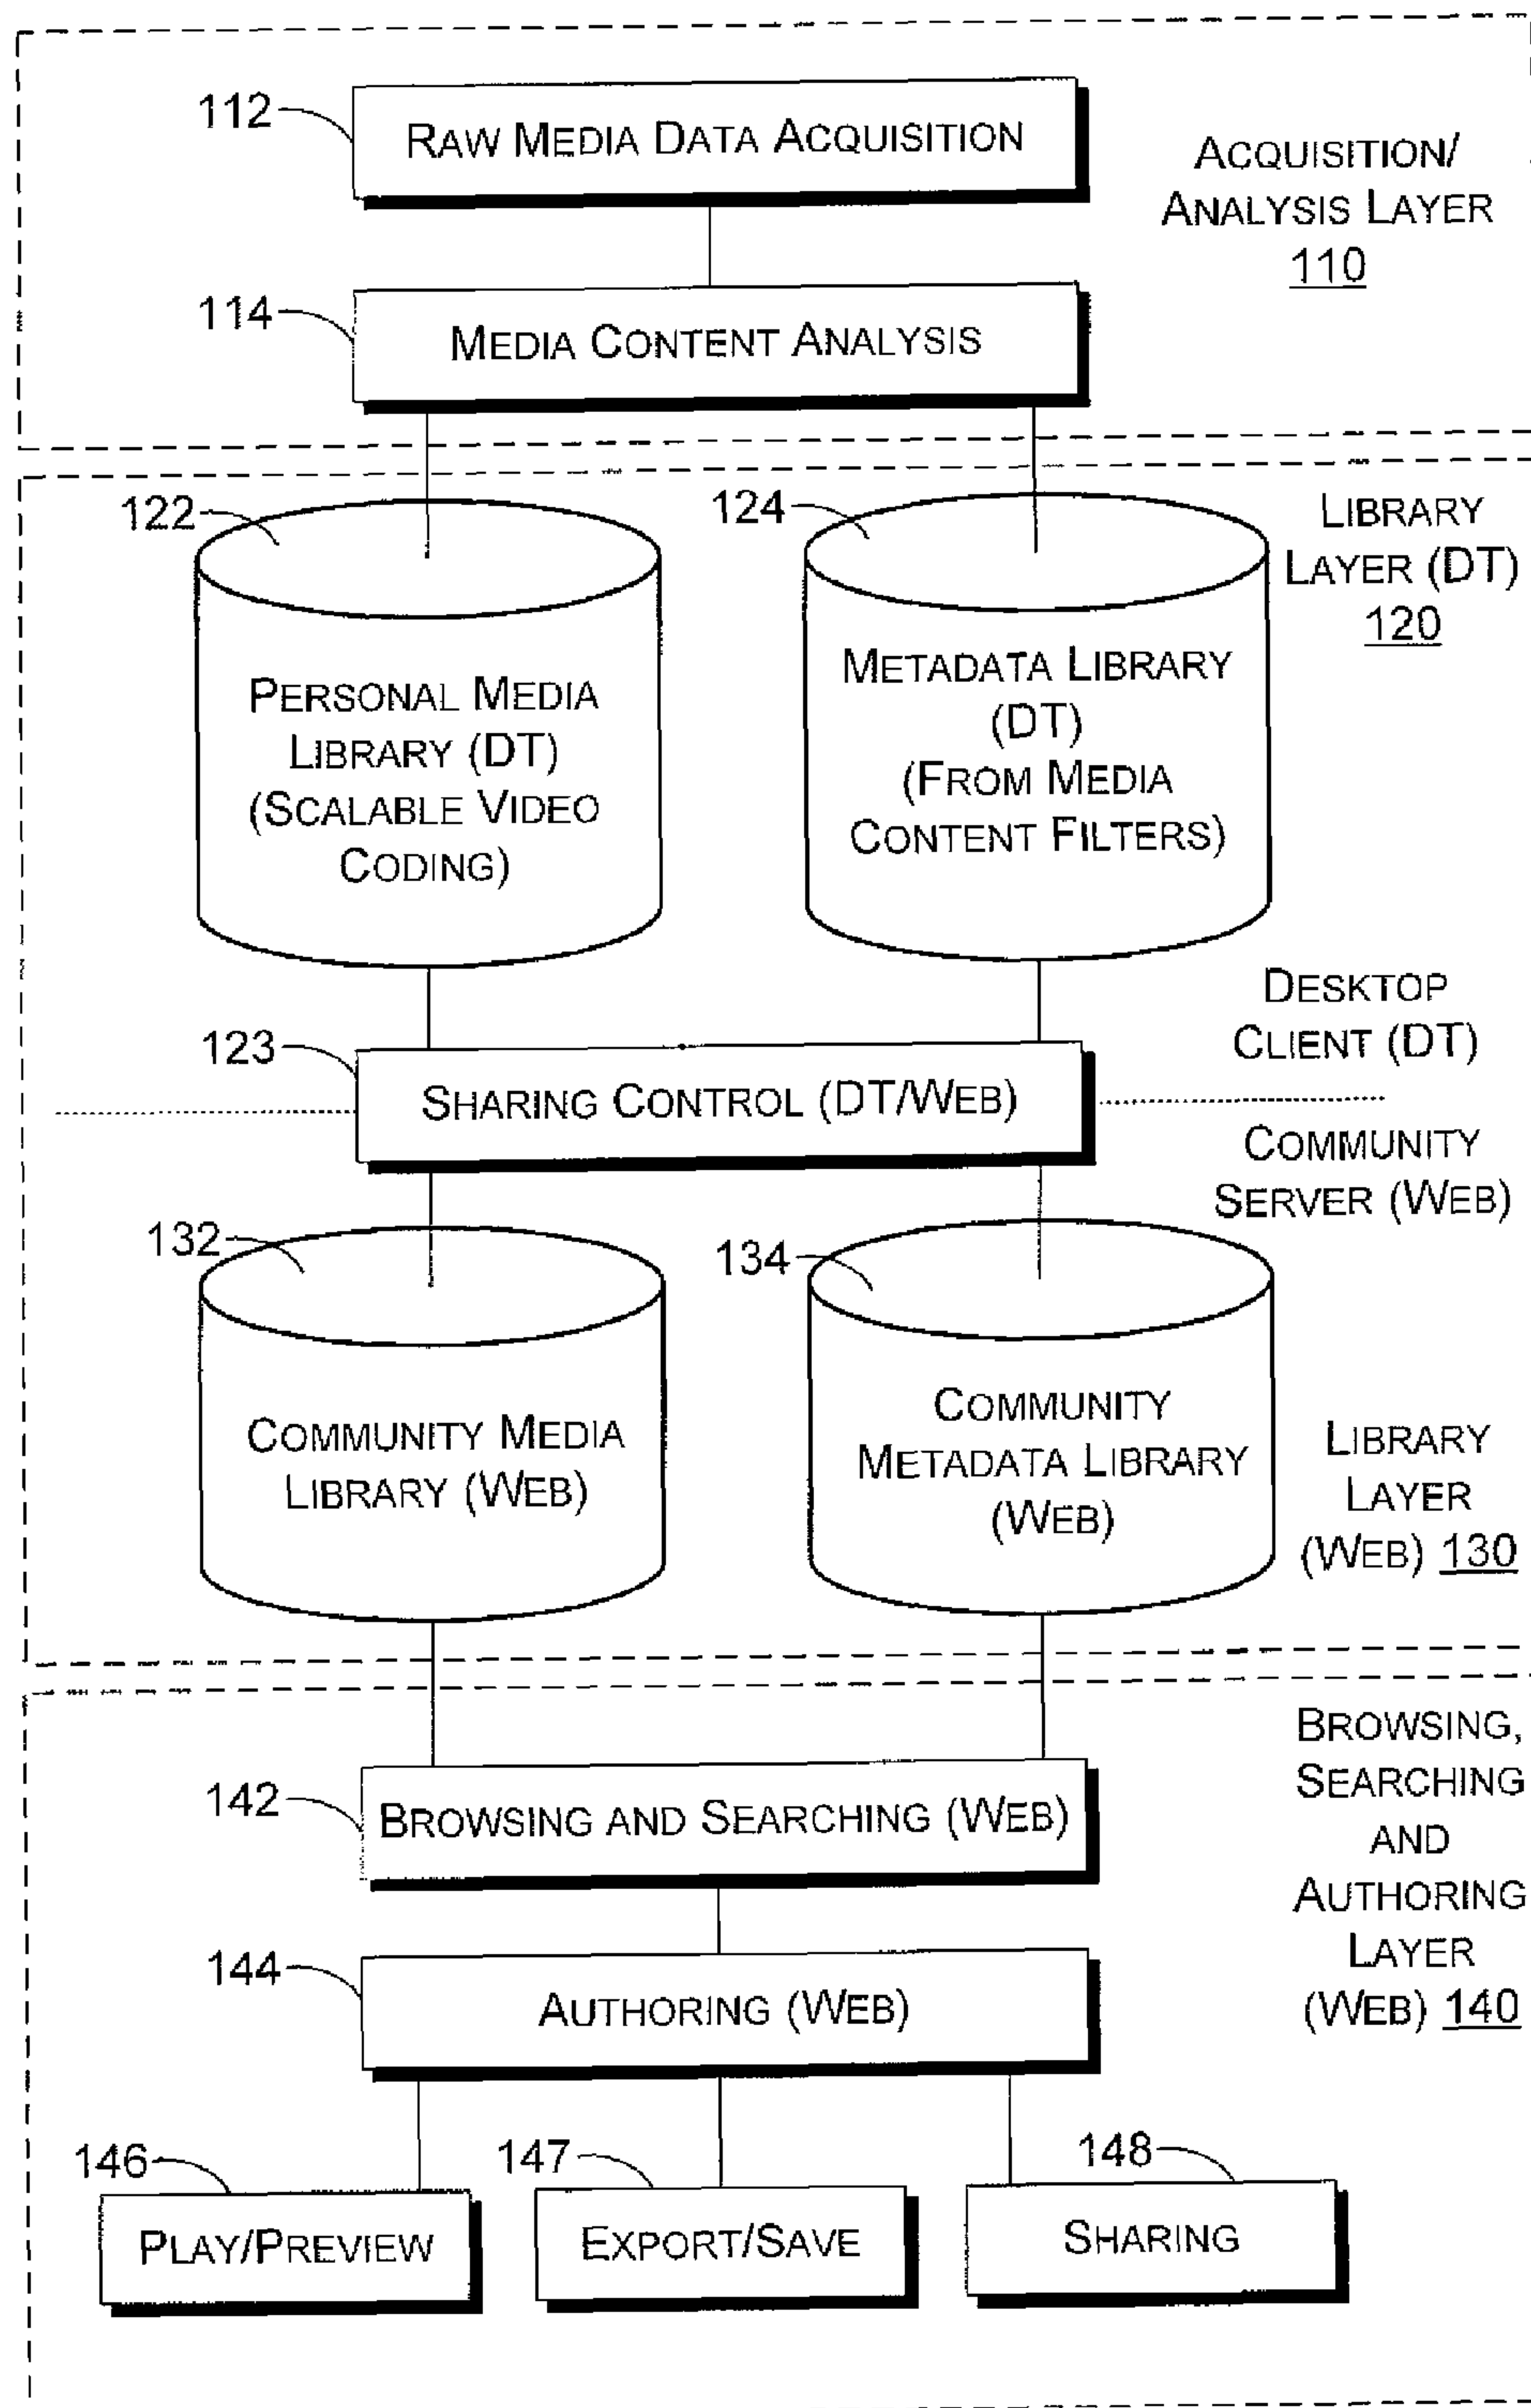 112
RAW MEDIA DATA ACQUISITION
ACQUISITION/
ANALYSIS LAYER
110
114
MEDIA CONTENT ANALYSIS
122
124
LIBRARY
LAYER (DT)
120
PERSONAL MEDIA
LIBRARY (DT)
(SCALABLE VIDEO
CODING)
METADATA LIBRARY
(DT)
(FROM MEDIA
CONTENT FILTERS)
DESKTOP
CLIENT (DT)
123
SHARING CONTROL (DT/WEB)
COMMUNITY
SERVER (WEB)
132
134
COMMUNITY MEDIA
LIBRARY (WEB)
COMMUNITY
METADATA LIBRARY
(WEB)
LIBRARY
LAYER
(WEB) 130
BROWSING,
SEARCHING
AND
AUTHORING
LAYER
(WEB) 140
142
BROWSING AND SEARCHING (WEB)
144
AUTHORING (WEB)
146
PLAY/PREVIEW
147
EXPORT/SAVE
148
SHARING